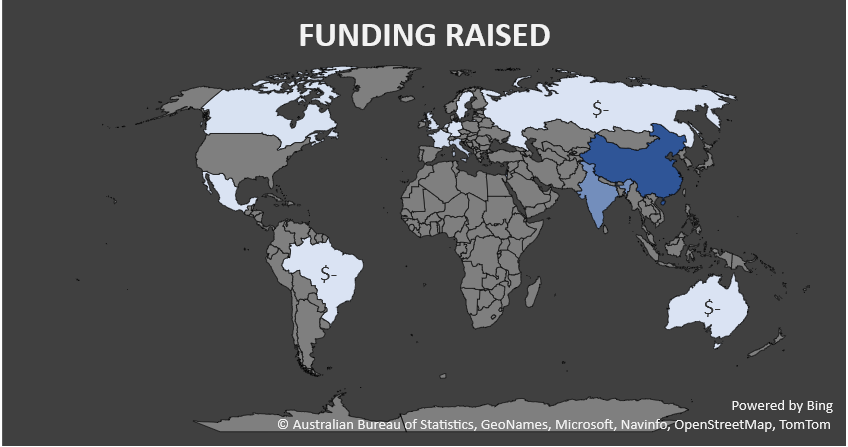 FUNDING RAISED
$-
$-
$-
Powered by Bing
© Australian Bureau of Statistics, GeoNames, Microsoft, Navinfo, OpenStreetMap, TomTom